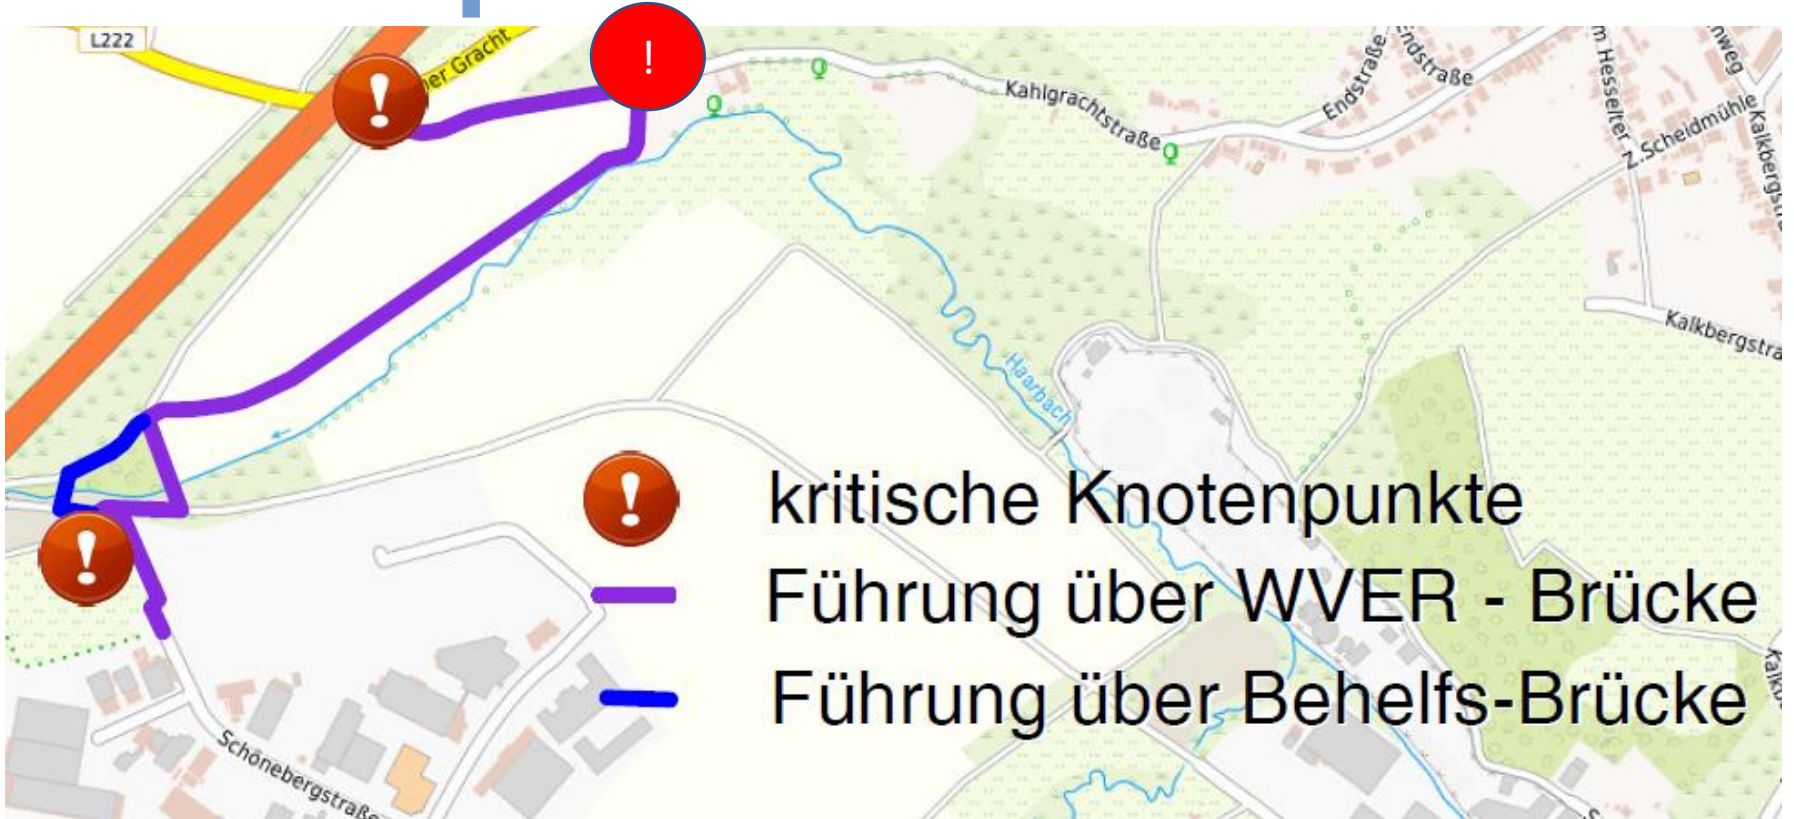 L222
er Gracht
!
!
Kahlgrachtstraße
Endstraße
Endstraße
m Hesselter
nweg
Z.Scheidmühle
Kalkbergstra
Kalkbergstra
Haarbach
!
kritische Knotenpunkte
!
Führung über WVER - Brücke
Führung über Behelfs-Brücke
Schönebergstraße